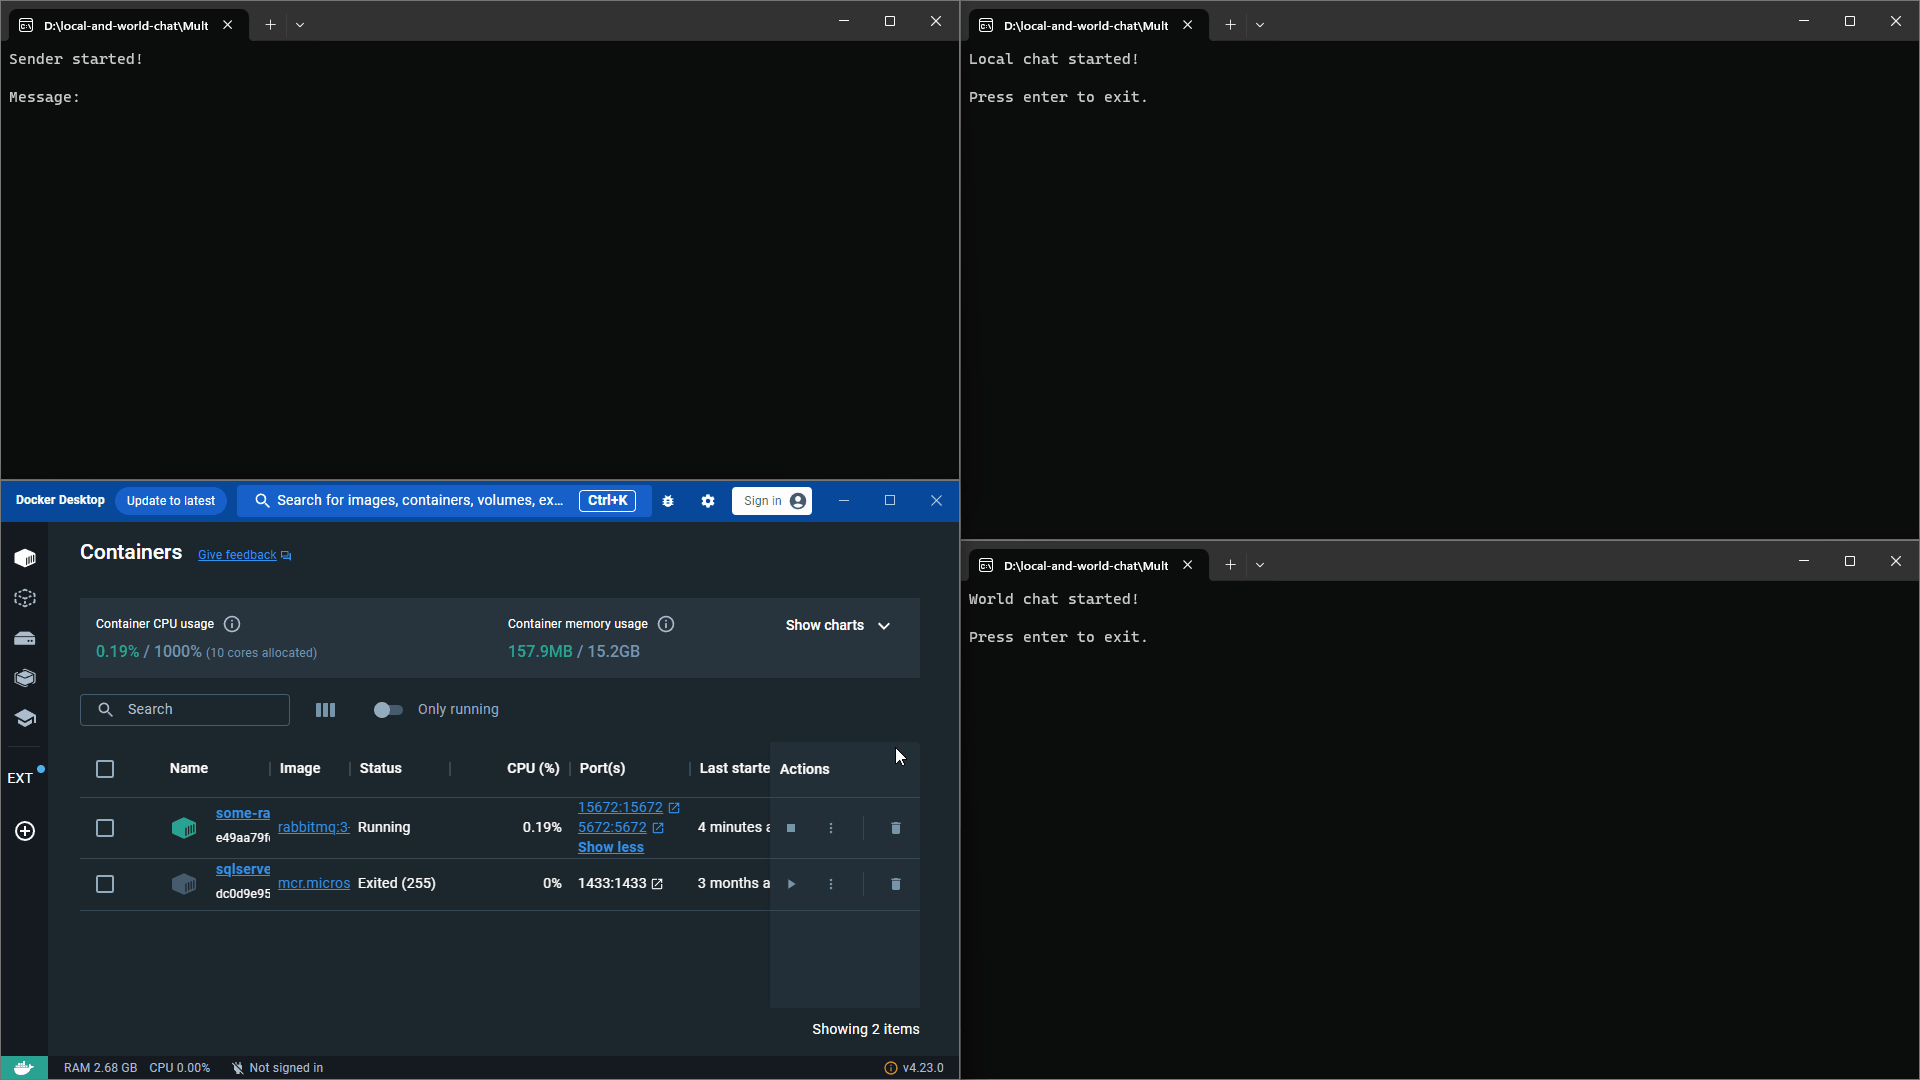 D:\local-and-world-chat\Mult
Sender started!
Message:
D:\local-and-world-chat\Mult
Local chat started!
Press enter to exit.
Docker Desktop
Update to latest
Search for images, containers, volumes, ex...
Ctrl+K
Sign in
Containers
Give feedback
Container CPU usage
0.19% / 1000% (10 cores allocated)
Container memory usage
157.9MB / 15.2GB
Show charts
Search
Only running
EXT
Name Image Status CPU (%) Port(s) Last starte Actions
some-ra
e49aa79f
rabbitmq:3-
Running
0.19%
15672:15672
5672:5672
Show less
4 minutes a
sqlserve
dc0d9e95
mcr.micros
Exited (255)
0%
1433:1433
3 months a
Showing 2 items
RAM 2.68 GB CPU 0.00% Not signed in
v4.23.0
D:\local-and-world-chat\Mult
World chat started!
Press enter to exit.